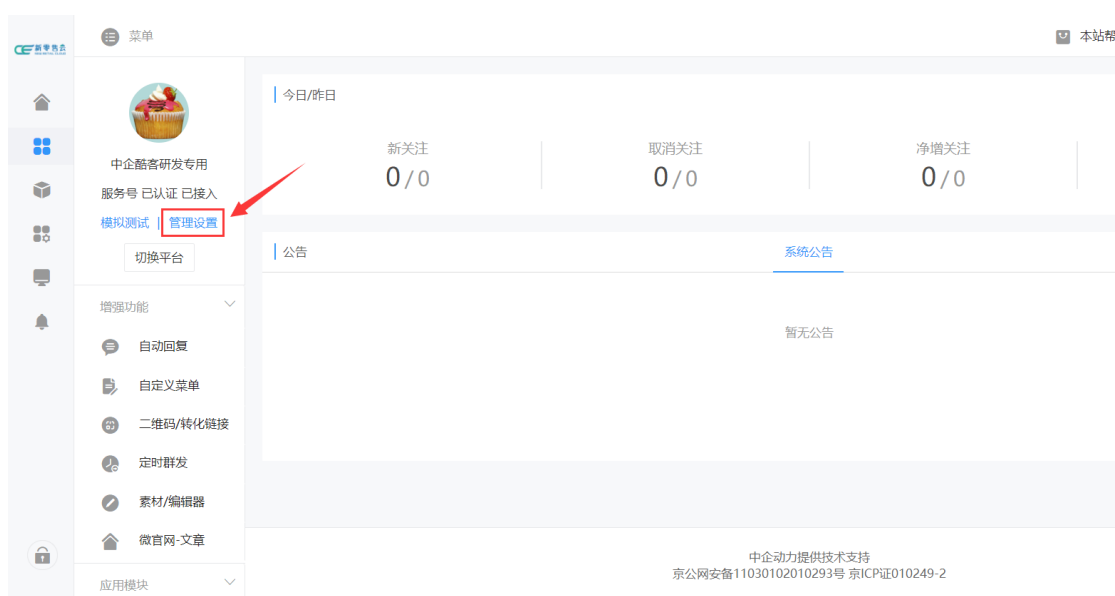 菜单
本站帮
新零售云
今日/昨日
新关注
取消关注
净增关注
0/0
0/0
0/0
中企酷客研发专用
服务号 已认证 已接入
模拟测试 | 管理设置
切换平台
公告
系统公告
暂无公告
增强功能
自动回复
自定义菜单
二维码/转化链接
定时群发
素材/编辑器
微官网-文章
应用模块
中企动力提供技术支持
京公网安备11030102010293号 京ICP证010249-2